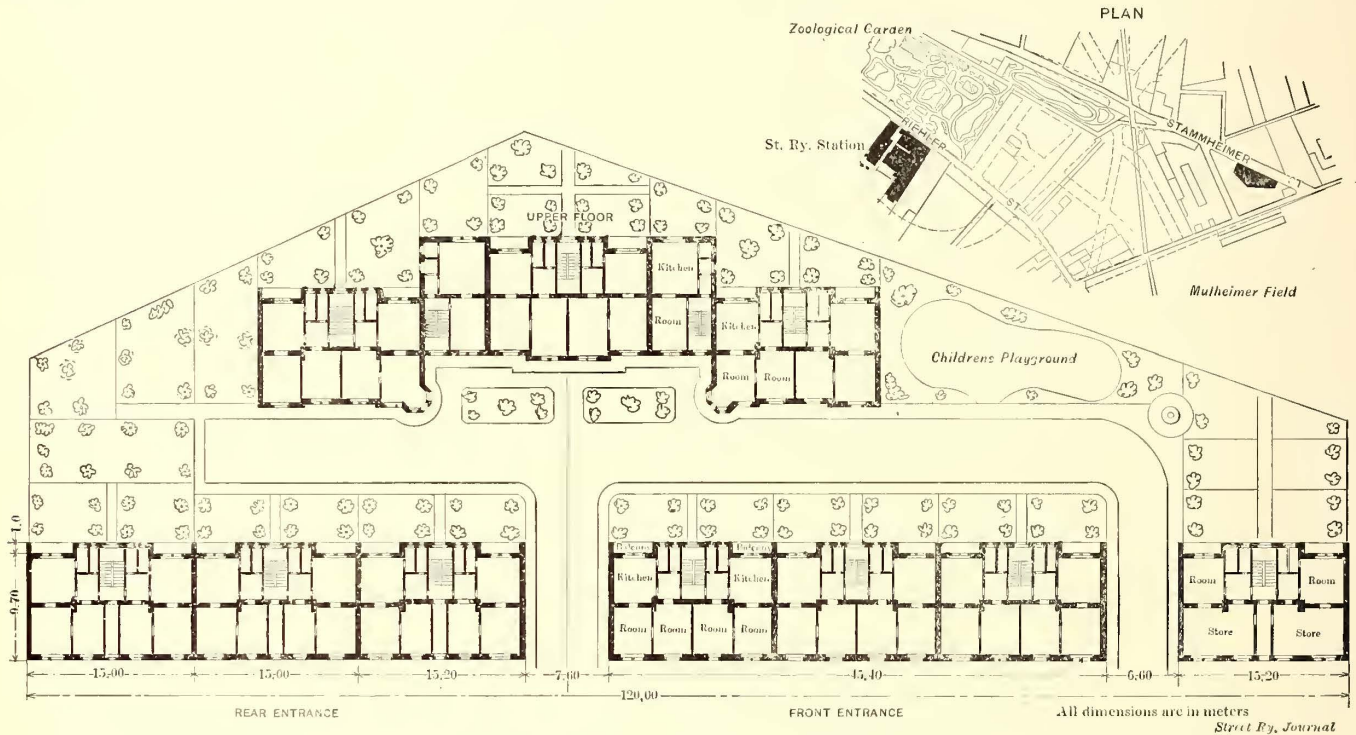 PLAN
Zoological Garden
STAMMHEIMER
RIEHLER
St. Ry. Station
ST.
Mulheimer Field
UPPER FLOOR
Kitchen
Room
Kitchen
Room
Room
Childrens Playground
1,0
9,70
Balcony
Balcony
Kitchen
Kitchen
Room
Room
Room
Room
Room
Room
Store
Store
15,00
15,00
15,20
7,60
45,40
6,60
15,20
120,00
REAR ENTRANCE
FRONT ENTRANCE
All dimensions are in meters
Street Ry. Journal